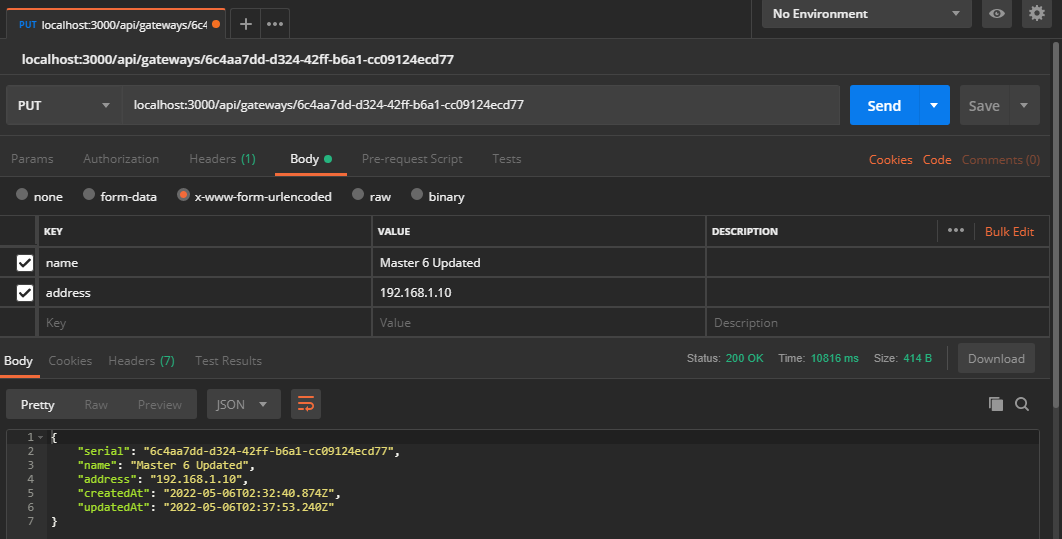 PUT localhost:3000/api/gateways/6c4
No Environment
localhost:3000/api/gateways/6c4aa7dd-d324-42ff-b6a1-cc09124ecd77
PUT localhost:3000/api/gateways/6c4aa7dd-d324-42ff-b6a1-cc09124ecd77 Send Save
Params Authorization Headers (1) Body Pre-request Script Tests Cookies Code Comments (0)
none form-data x-www-form-urlencoded raw binary
KEY VALUE DESCRIPTION Bulk Edit
name Master 6 Updated
address 192.168.1.10
Key Value Description
Body Cookies Headers (7) Test Results Status: 200 OK Time: 10816 ms Size: 414 B Download
Pretty Raw Preview JSON
1 {
2 "serial": "6c4aa7dd-d324-42ff-b6a1-cc09124ecd77",
3 "name": "Master 6 Updated",
4 "address": "192.168.1.10",
5 "createdAt": "2022-05-06T02:32:40.874Z",
6 "updatedAt": "2022-05-06T02:37:53.240Z"
7 }